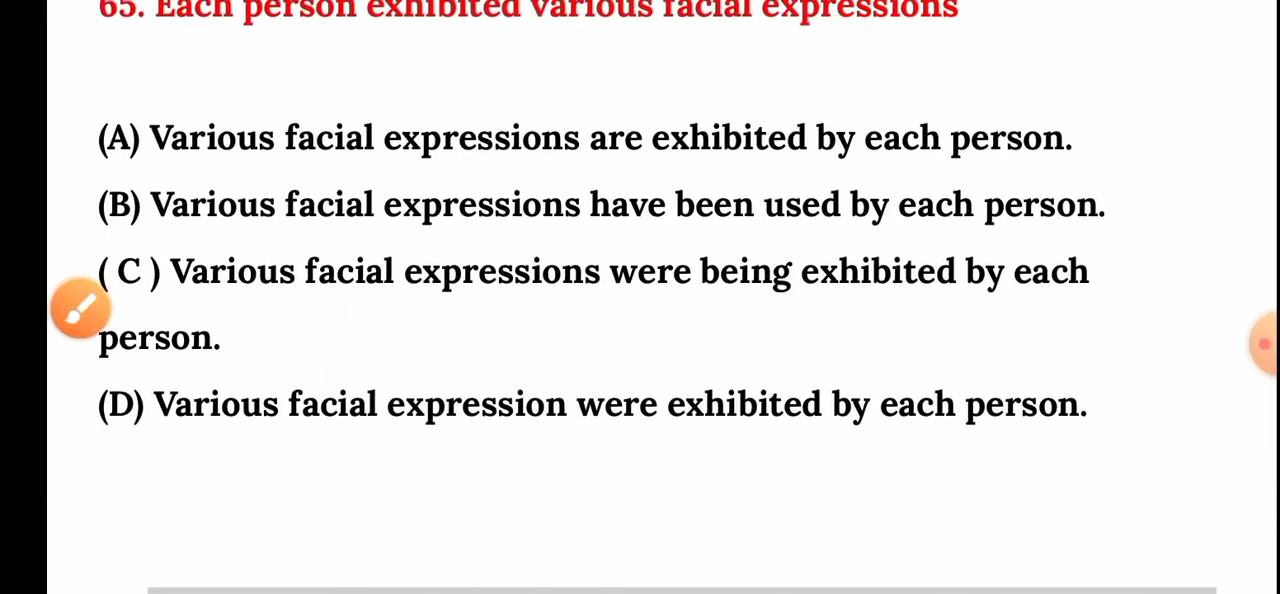 65. Each person exhibited various facial expressions
(A) Various facial expressions are exhibited by each person.
(B) Various facial expressions have been used by each person.
( C ) Various facial expressions were being exhibited by each
person.
(D) Various facial expression were exhibited by each person.